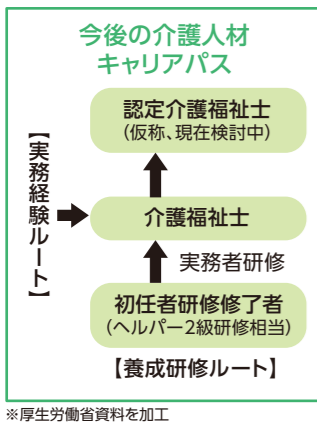 今後の介護人材
キャリアパス
認定介護福祉士
(仮称、現在検討中)
【実務経験ルート】
介護福祉士
実務者研修
初任者研修修了者
(ヘルパー2級研修相当)
【養成研修ルート】
※厚生労働省資料を加工